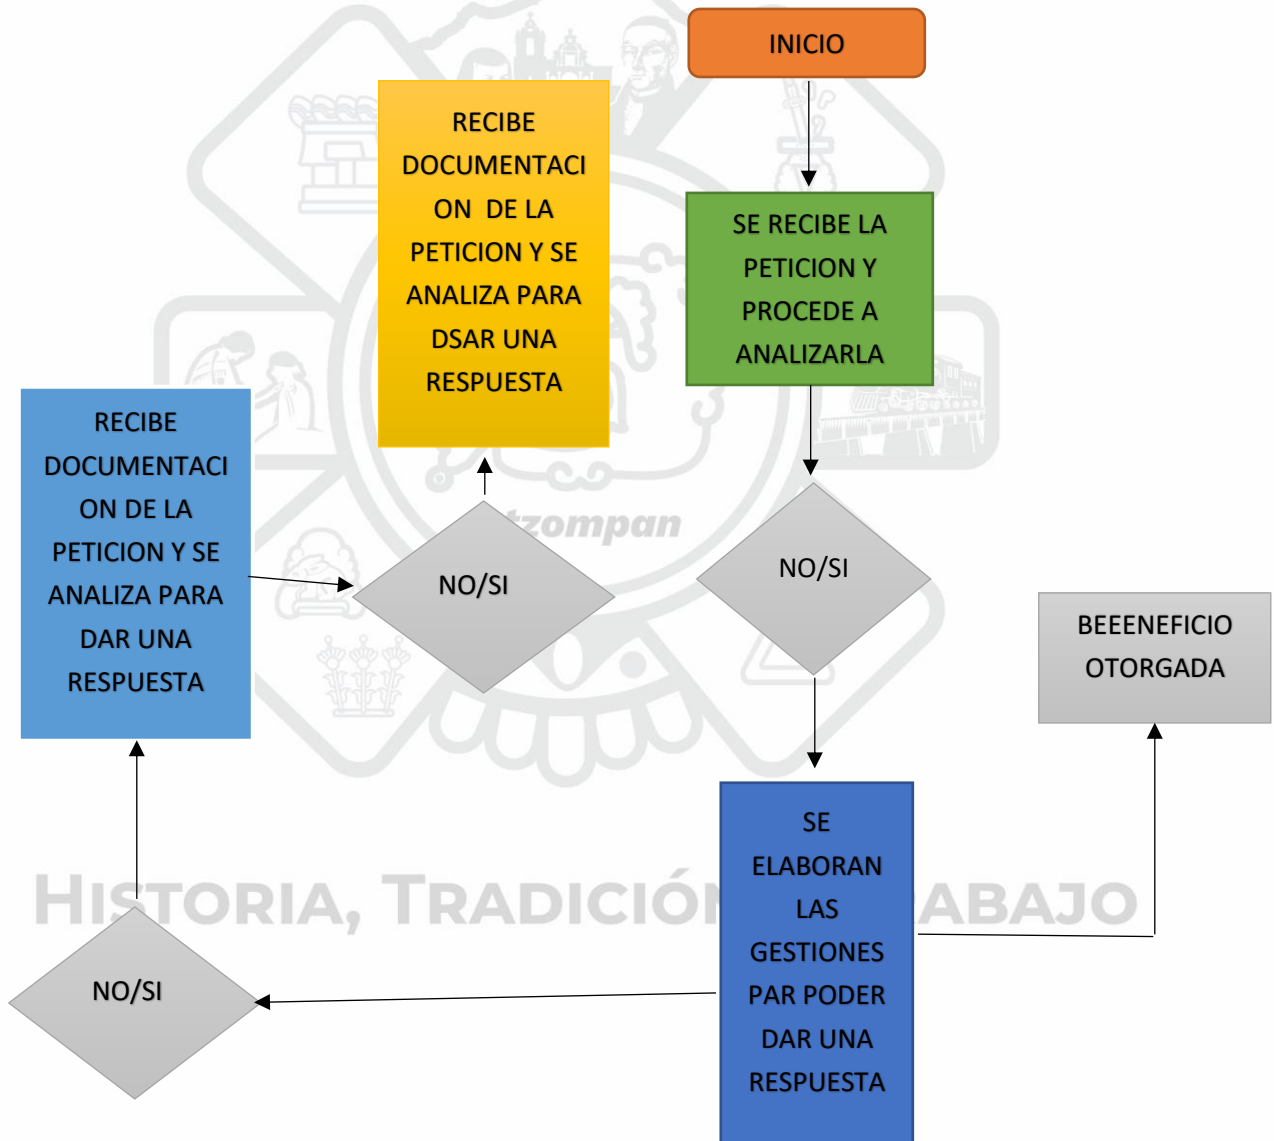 INICIO
RECIBE
DOCUMENTACI
ON DE LA
PETICION Y SE
ANALIZA PARA
DSAR UNA
RESPUESTA
SE RECIBE LA
PETICION Y
PROCEDE A
ANALIZARLA
RECIBE
DOCUMENTACI
ON DE LA
PETICION Y SE
ANALIZA PARA
DAR UNA
RESPUESTA
tzompan
NO/SI
NO/SI
BEEENEFICIO
OTORGADA
SE
ELABORAN
LAS
GESTIONES
PAR PODER
DAR UNA
RESPUESTA
HISTORIA, TRADICIÓN ABAJO
NO/SI